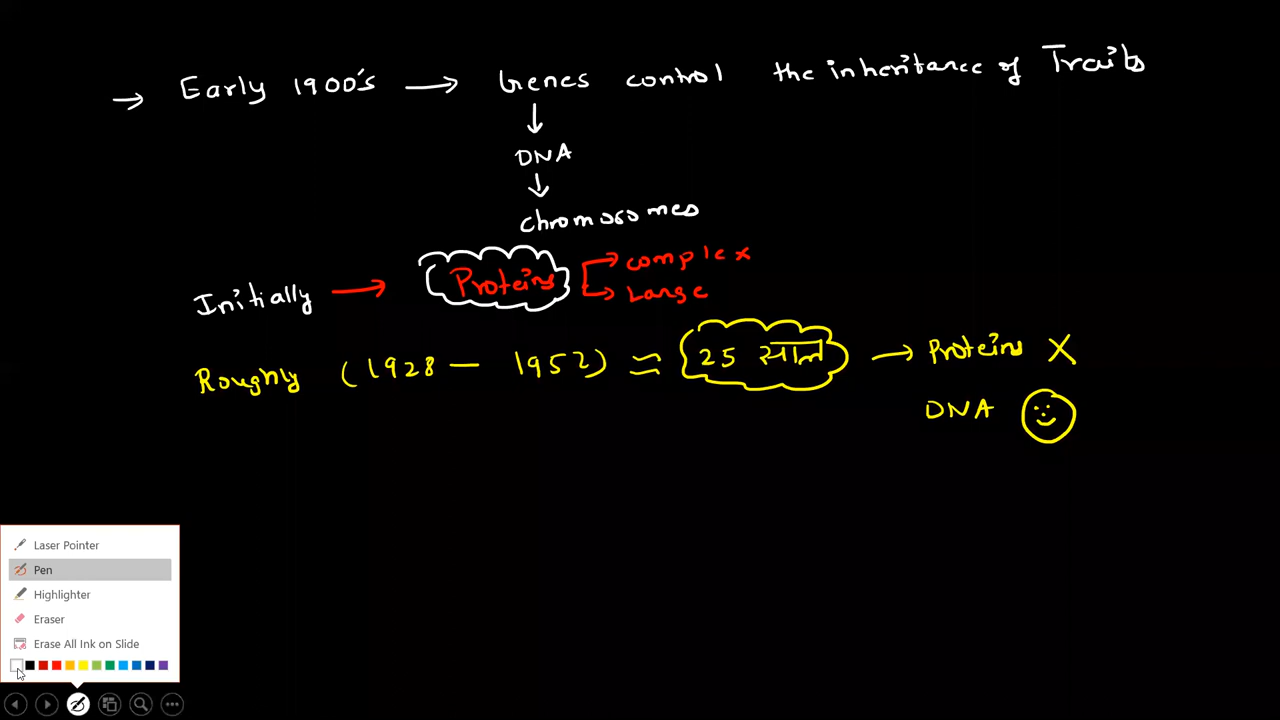 → Early 1900's → Genes control the inheritance of Traits
↓
DNA
↓
chromosomes
Initially → Proteins → complex
→ Large
Roughly (1928 – 1952) ≈ 25 साल → Proteins X
DNA
Laser Pointer
Pen
Highlighter
Eraser
Erase All Ink on Slide